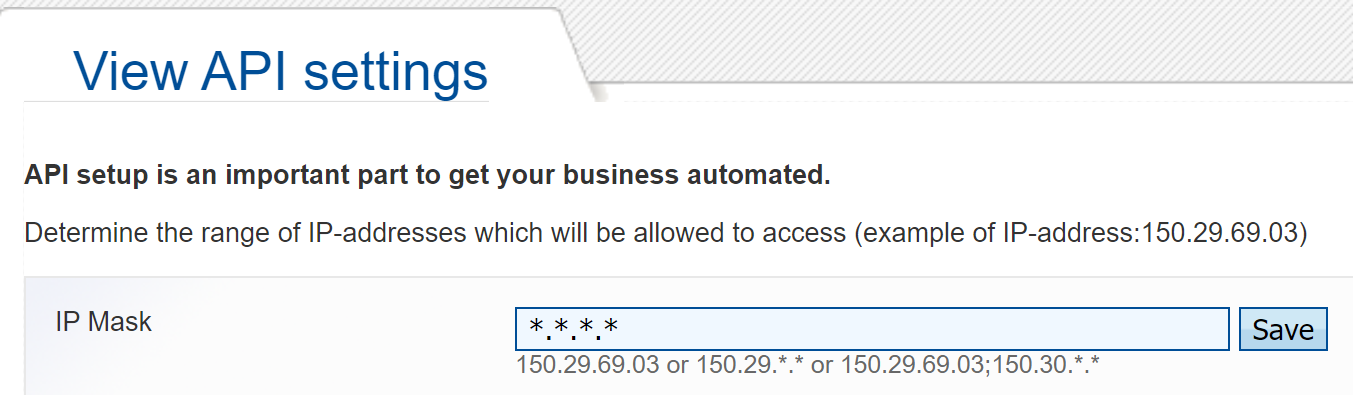 View API settings
API setup is an important part to get your business automated.
Determine the range of IP-addresses which will be allowed to access (example of IP-address:150.29.69.03)
IP Mask
*.*.*.*
Save
150.29.69.03 or 150.29.*.* or 150.29.69.03;150.30.*.*